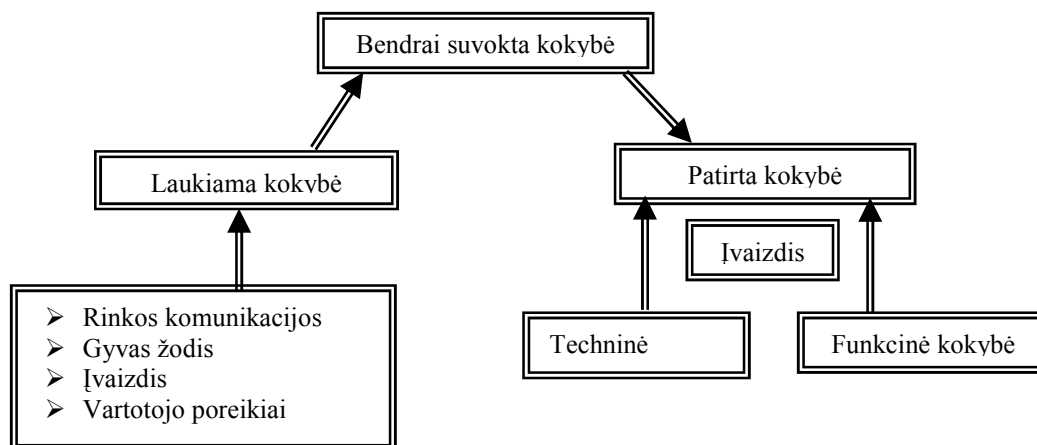 Bendrai suvokta kokybė
Laukiama kokybė
Patirta kokybė
Įvaizdis
➢ Rinkos komunikacijos
➢ Gyvas žodis
➢ Įvaizdis
➢ Vartotojo poreikiai
Techninė
Funkcinė kokybė